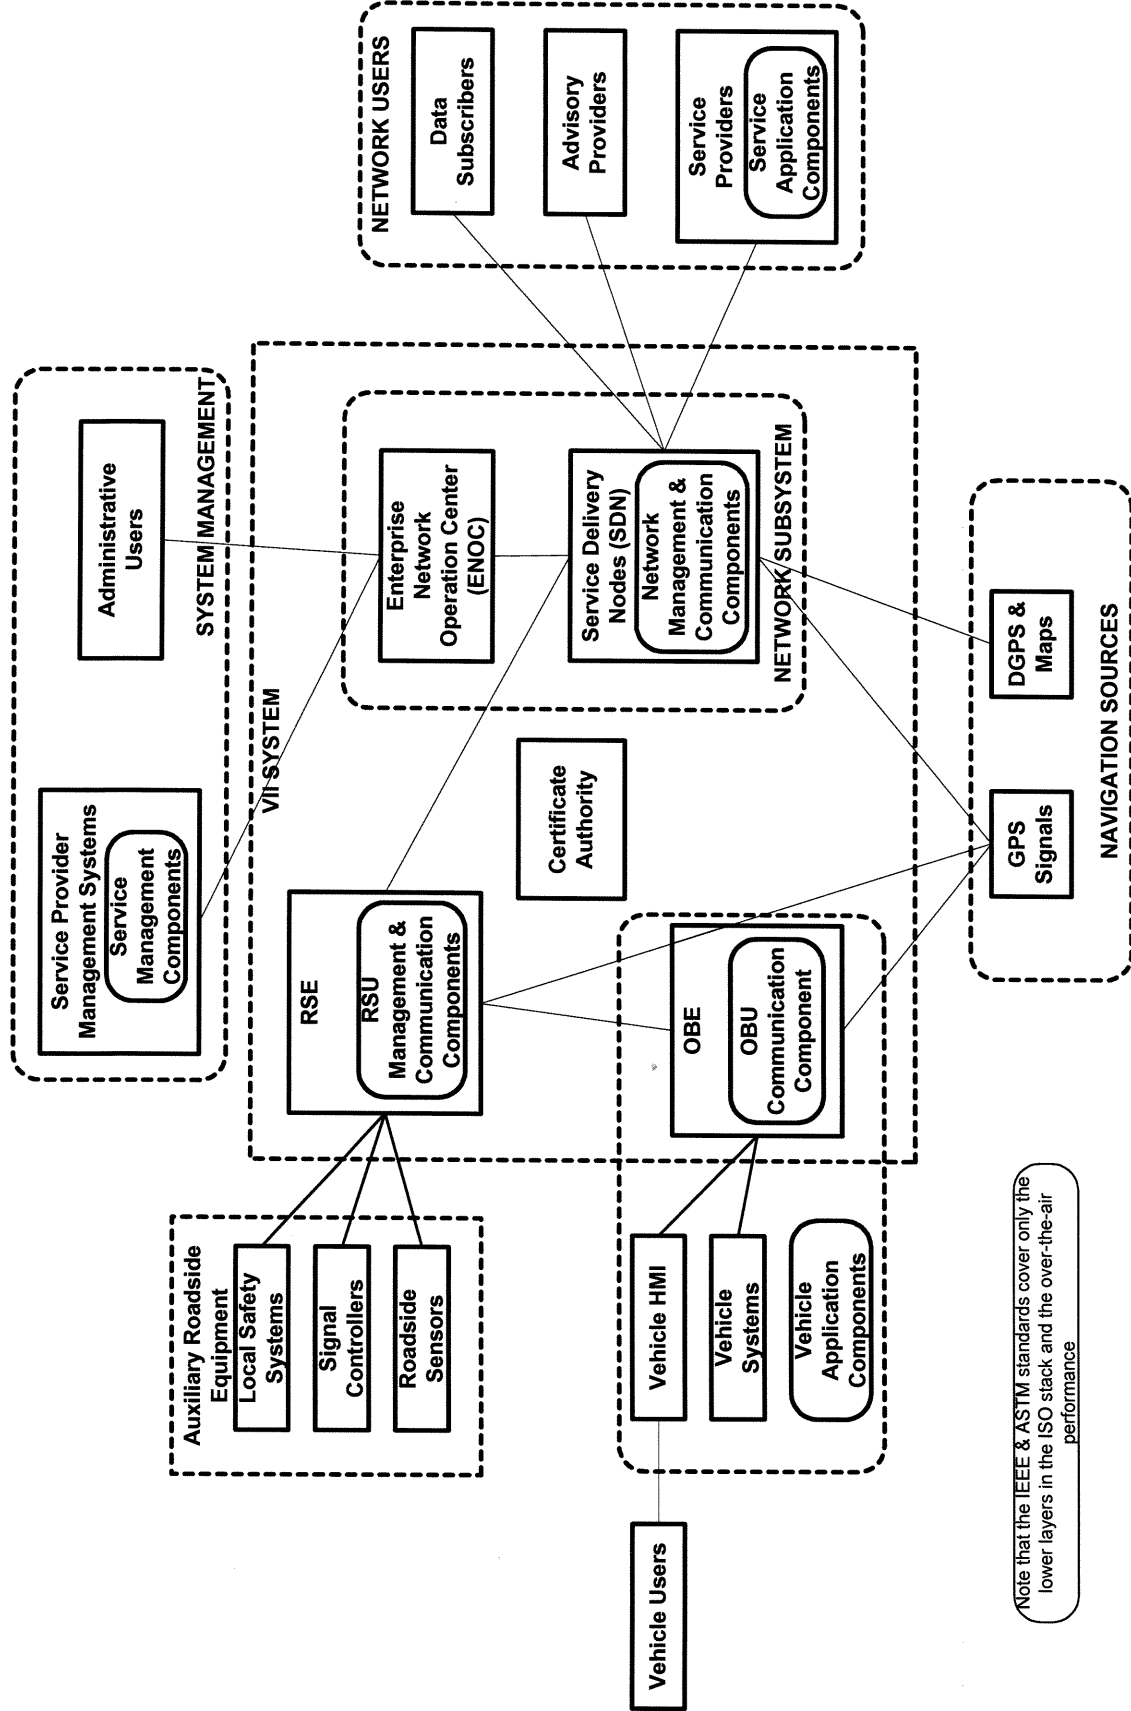 Service Provider
Management Systems
Service
Management
Components
Administrative
Users
SYSTEM MANAGEMENT
Auxiliary Roadside
Equipment
Local Safety
Systems
Signal
Controllers
Roadside
Sensors
VII SYSTEM
RSE
RSU
Management &
Communication
Components
Enterprise
Network
Operation Center
(ENOC)
Certificate
Authority
Service Delivery
Nodes (SDN)
Network
Management &
Communication
Components
NETWORK SUBSYSTEM
NETWORK USERS
Data
Subscribers
Advisory
Providers
Service
Providers
Service
Application
Components
Vehicle Users
Vehicle HMI
Vehicle
Systems
Vehicle
Application
Components
OBE
OBU
Communication
Component
GPS
Signals
DGPS &
Maps
NAVIGATION SOURCES
Note that the IEEE & ASTM standards cover only the
lower layers in the ISO stack and the over-the-air
performance